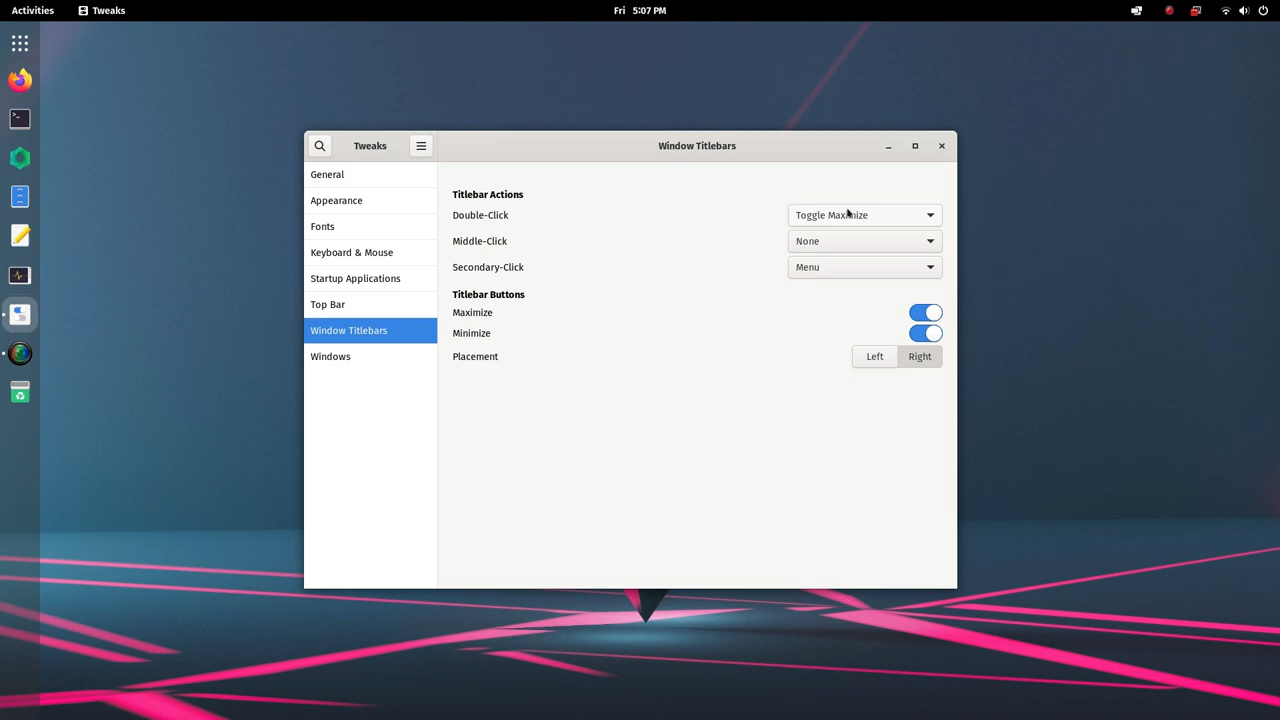 Activities Tweaks Fri 5:07 PM
Tweaks Window Titlebars
General
Appearance
Fonts
Keyboard & Mouse
Startup Applications
Top Bar
Window Titlebars
Windows
Titlebar Actions
Double-Click Toggle Maximize
Middle-Click None
Secondary-Click Menu
Titlebar Buttons
Maximize
Minimize
Placement Left Right